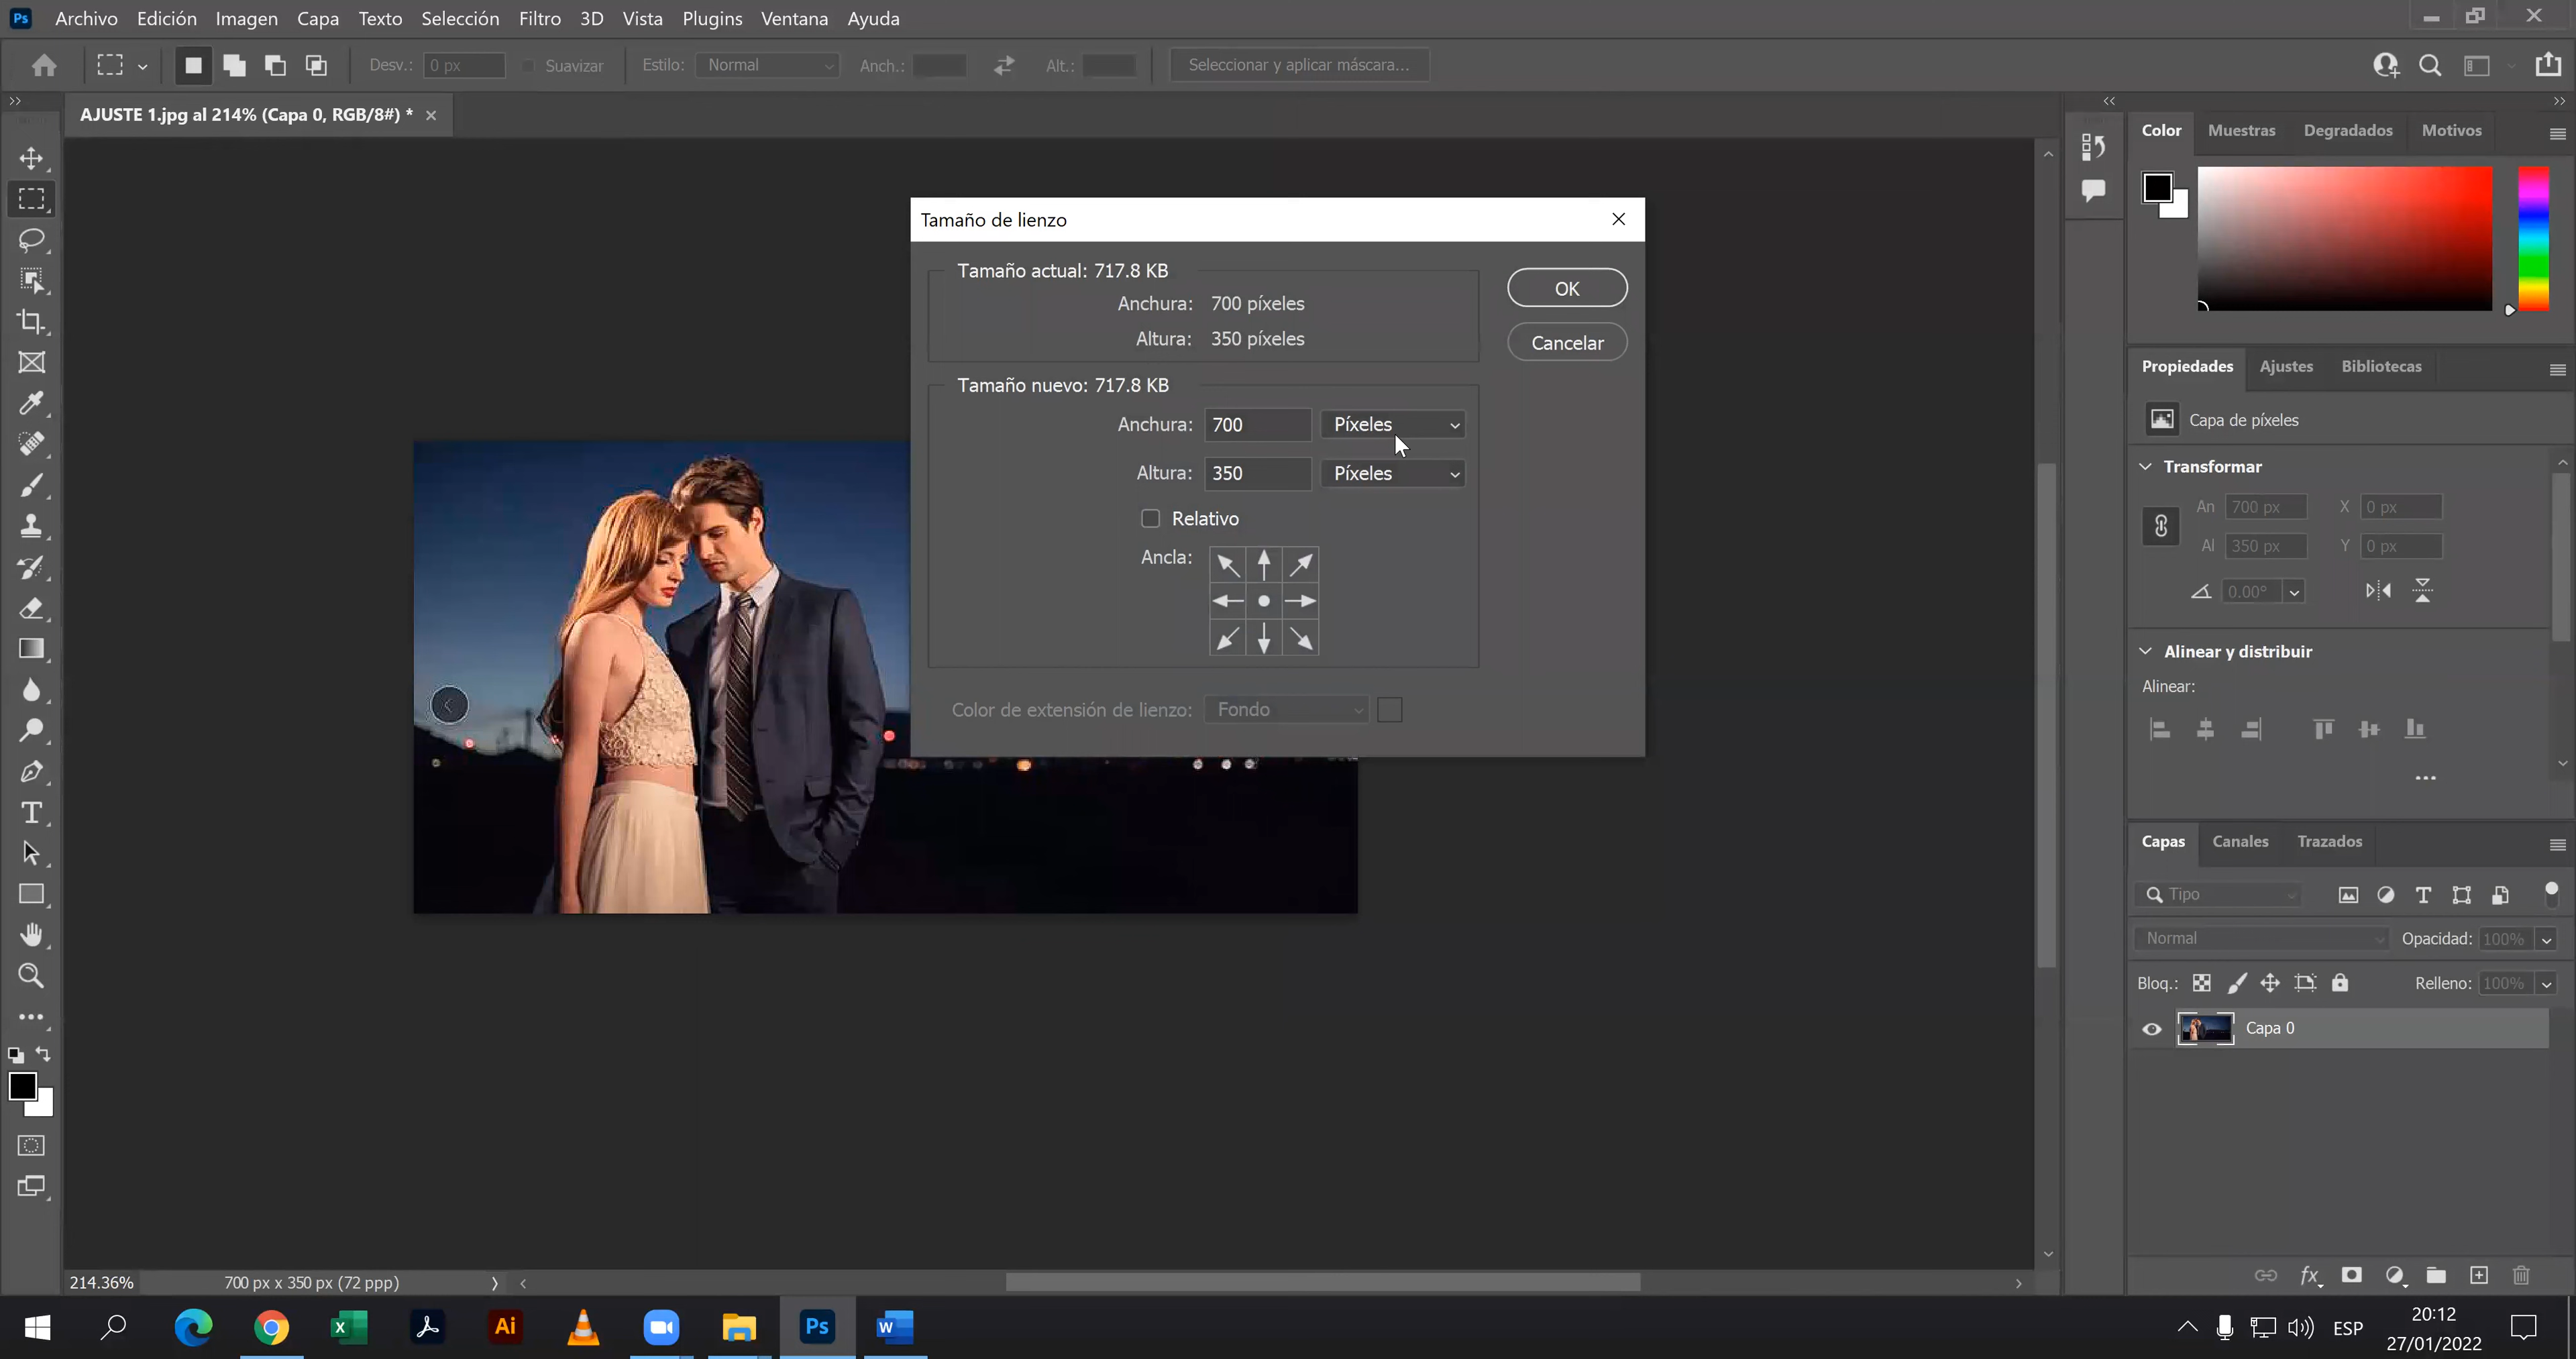 Ps Archivo Edición Imagen Capa Texto Selección Filtro 3D Vista Plugins Ventana Ayuda
Desv.: 0 px Suavizar Estilo: Normal Anch.: Alt.: Seleccionar y aplicar máscara...
AJUSTE 1.jpg al 214% (Capa 0, RGB/8#) *
Color Muestras Degradados Motivos
Tamaño de lienzo
Tamaño actual: 717.8 KB
Anchura: 700 píxeles
Altura: 350 píxeles
OK
Cancelar
Tamaño nuevo: 717.8 KB
Anchura: 700 Píxeles
Altura: 350 Píxeles
Relativo
Ancla:
Color de extensión de lienzo: Fondo
Propiedades Ajustes Bibliotecas
Capa de píxeles
Transformar
An 700 px X 0 px
Al 350 px Y 0 px
0.00°
Alinear y distribuir
Alinear:
Capas Canales Trazados
Tipo
Normal Opacidad: 100%
Bloq.: Relleno: 100%
Capa 0
214.36% 700 px x 350 px (72 ppp)
Ai Ps W
ESP
20:12
27/01/2022